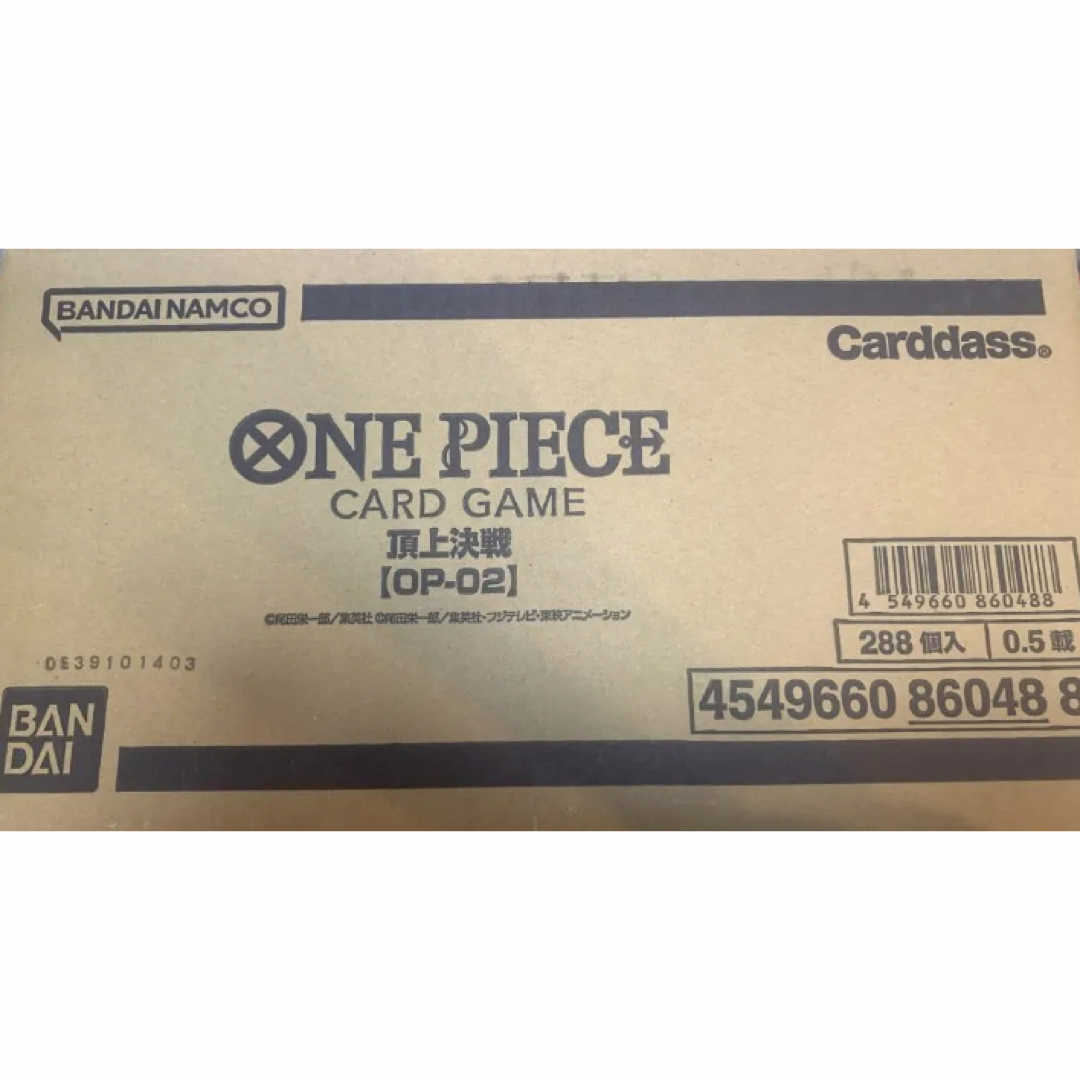 BANDAI NAMCO
Carddass®
ONE PIECE
CARD GAME
頂上決戦
【OP-02】
©尾田栄一郎／集英社 ©尾田栄一郎／集英社・フジテレビ・東映アニメーション
4 549660 860488
288 個入 0.5 載
0E39101403
4549660 86048 8
BAN
DAI